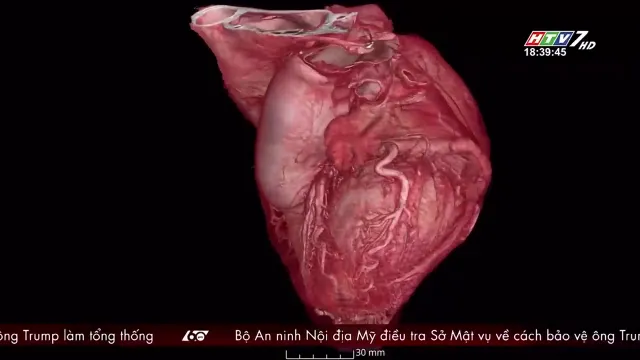 HTV7 HD
18:39:45
ông Trump làm tổng thống 60 Bộ An ninh Nội địa Mỹ điều tra Sở Mật vụ về cách bảo vệ ông Trum
30 mm